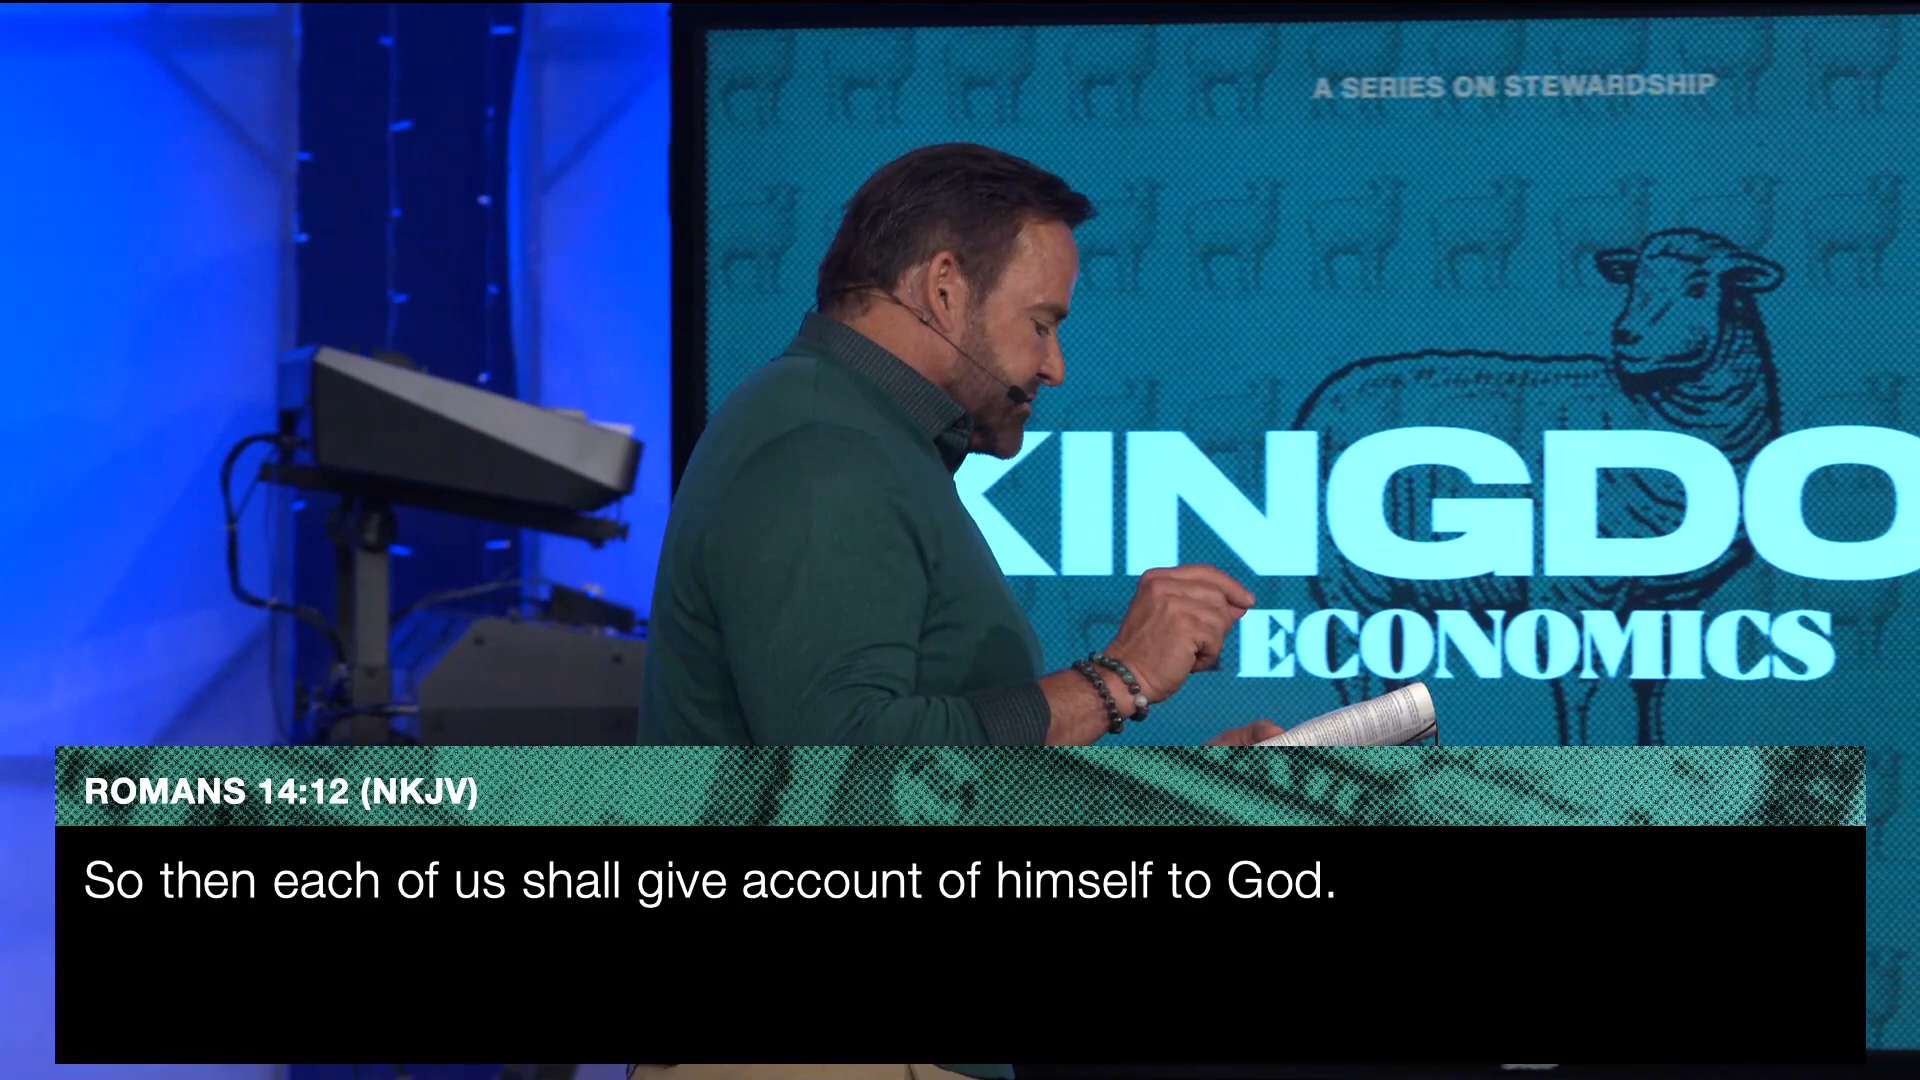 A SERIES ON STEWARDSHIP
KINGDO
ECONOMICS
ROMANS 14:12 (NKJV)
So then each of us shall give account of himself to God.